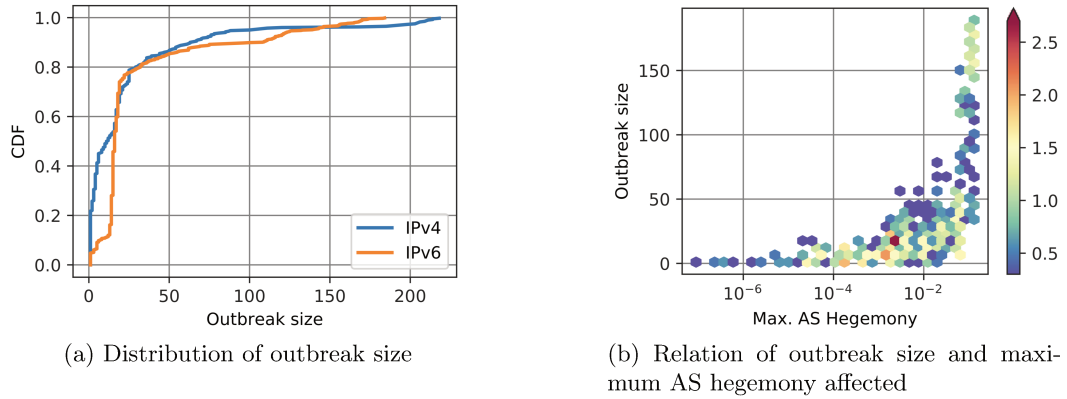 1.0
0.8
0.6
0.4
0.2
0.0
CDF
0
50
100
150
200
Outbreak size
IPv4
IPv6
(a) Distribution of outbreak size
150
100
50
0
Outbreak size
10⁻⁶
10⁻⁴
10⁻²
Max. AS Hegemony
2.5
2.0
1.5
1.0
0.5
(b) Relation of outbreak size and maxi-
mum AS hegemony affected